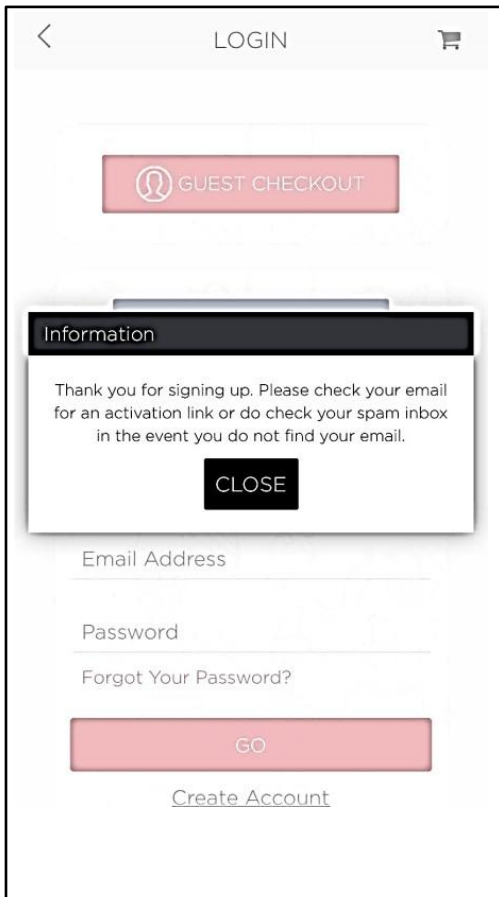 LOGIN
GUEST CHECKOUT
Information
Thank you for signing up. Please check your email
for an activation link or do check your spam inbox
in the event you do not find your email.
CLOSE
Email Address
Password
Forgot Your Password?
GO
Create Account